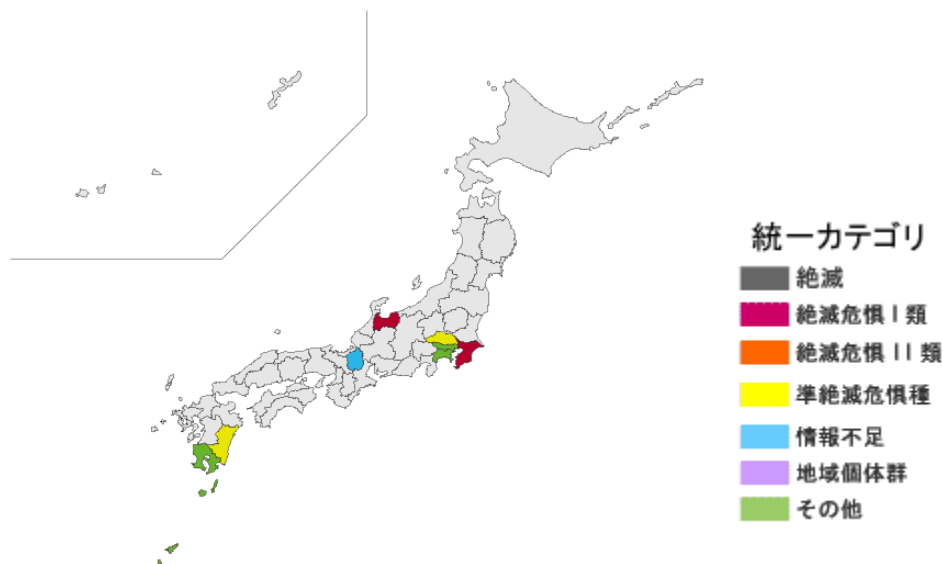 統一カテゴリ
絶滅
絶滅危惧 I 類
絶滅危惧 II 類
準絶滅危惧種
情報不足
地域個体群
その他